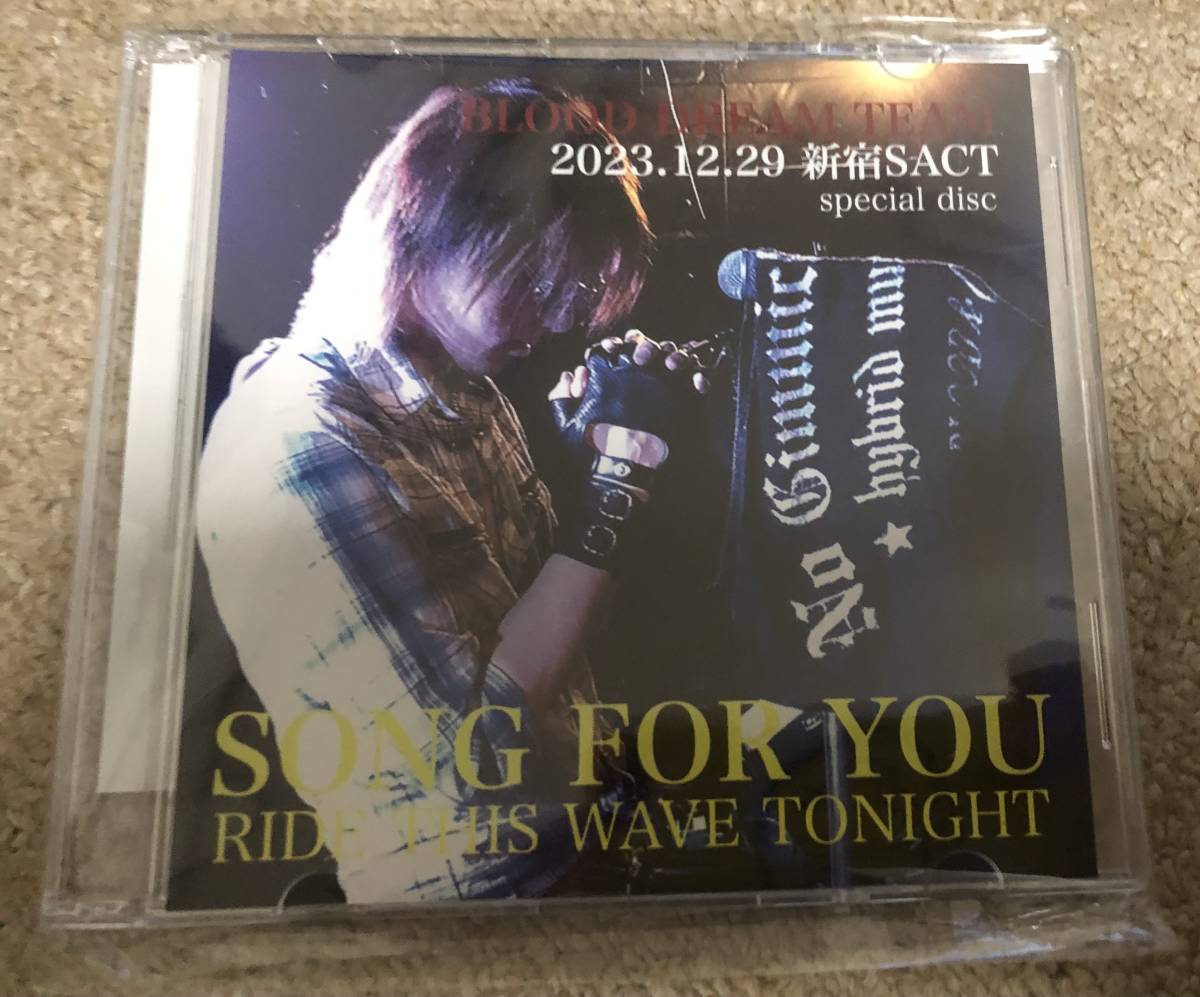 BLOOD DREAM TEAM
2023.12.29 新宿SACT
special disc
No Gimmic
★ hybrid mu
SONG FOR YOU
RIDE THIS WAVE TONIGHT